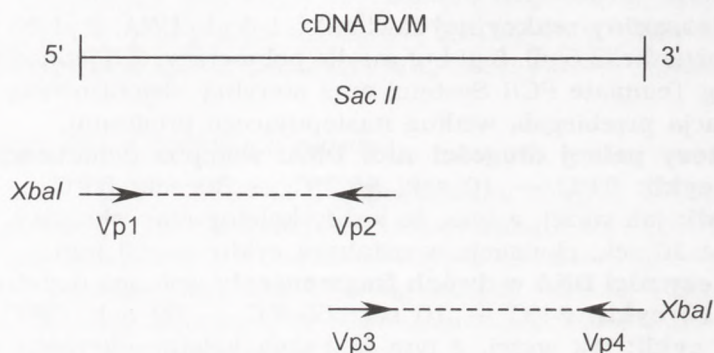 cDNA PVM
5' 3'
Sac II
XbaI
Vp1 Vp2
XbaI
Vp3 Vp4